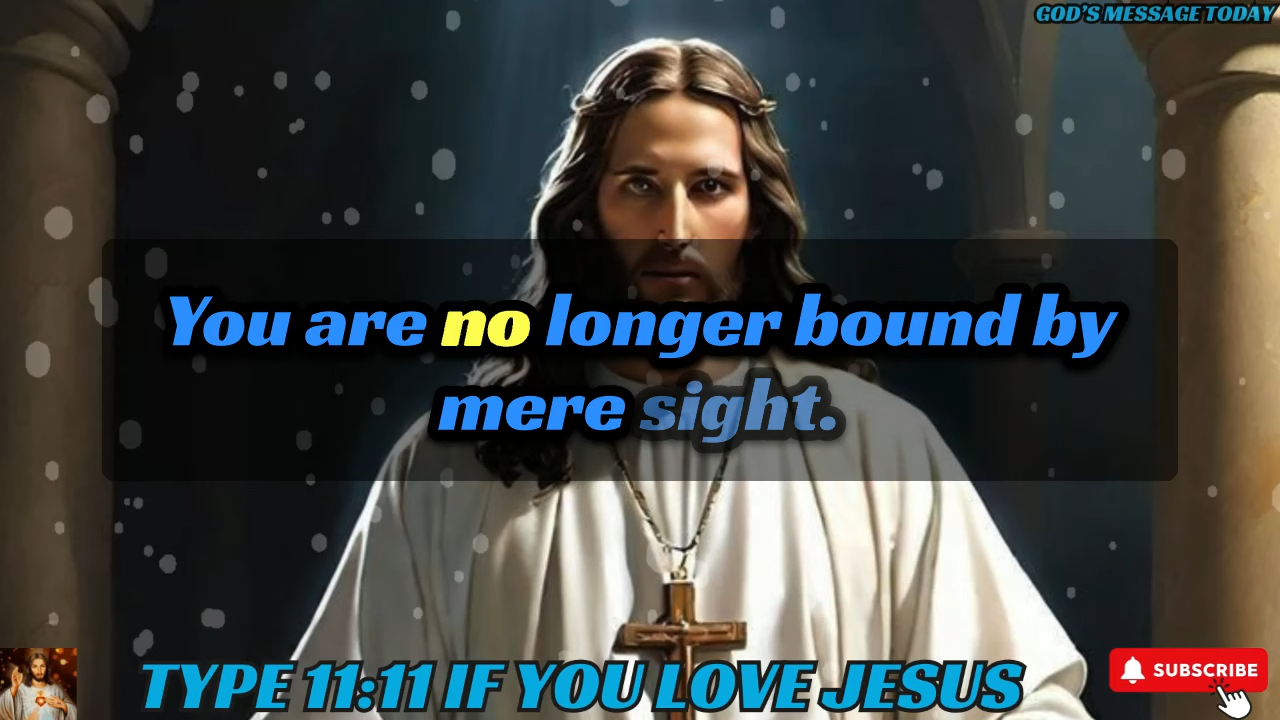 GOD'S MESSAGE TODAY
You are no longer bound by
mere sight.
TYPE 11:11 IF YOU LOVE JESUS
SUBSCRIBE